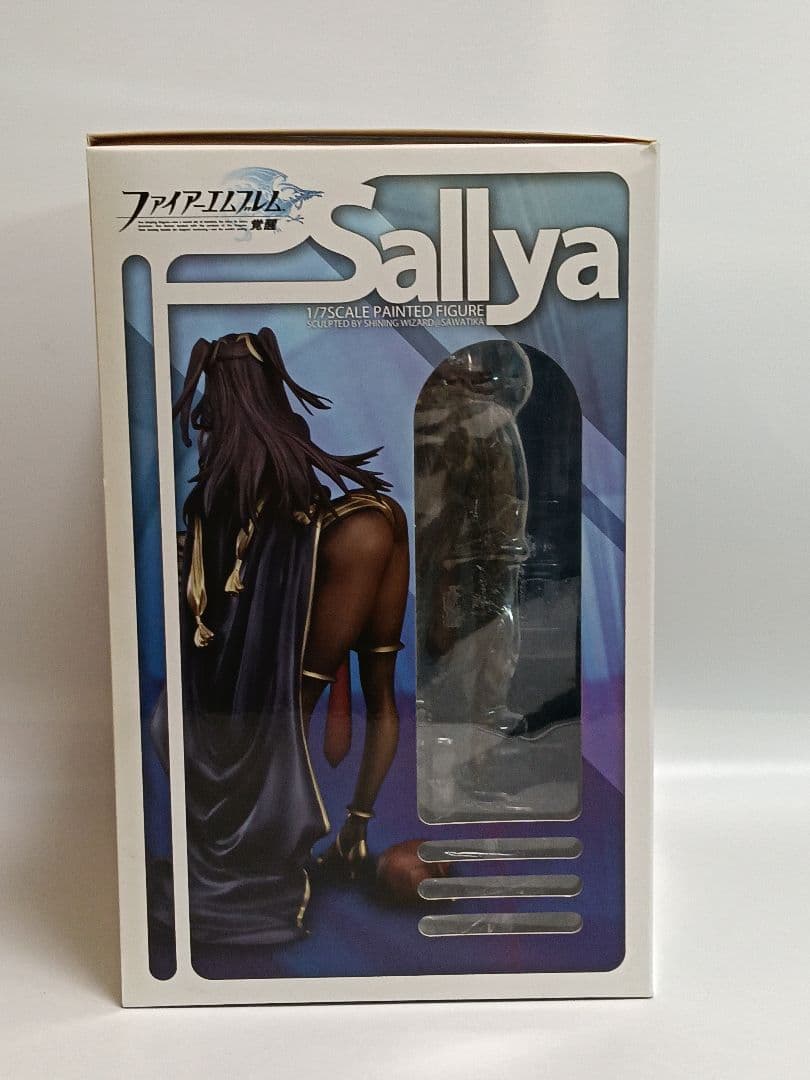 ファイアーエムブレム
覚醒
Sallya
1/7SCALE PAINTED FIGURE
SCULPTED BY SHINING WIZARD@SAWATIKA